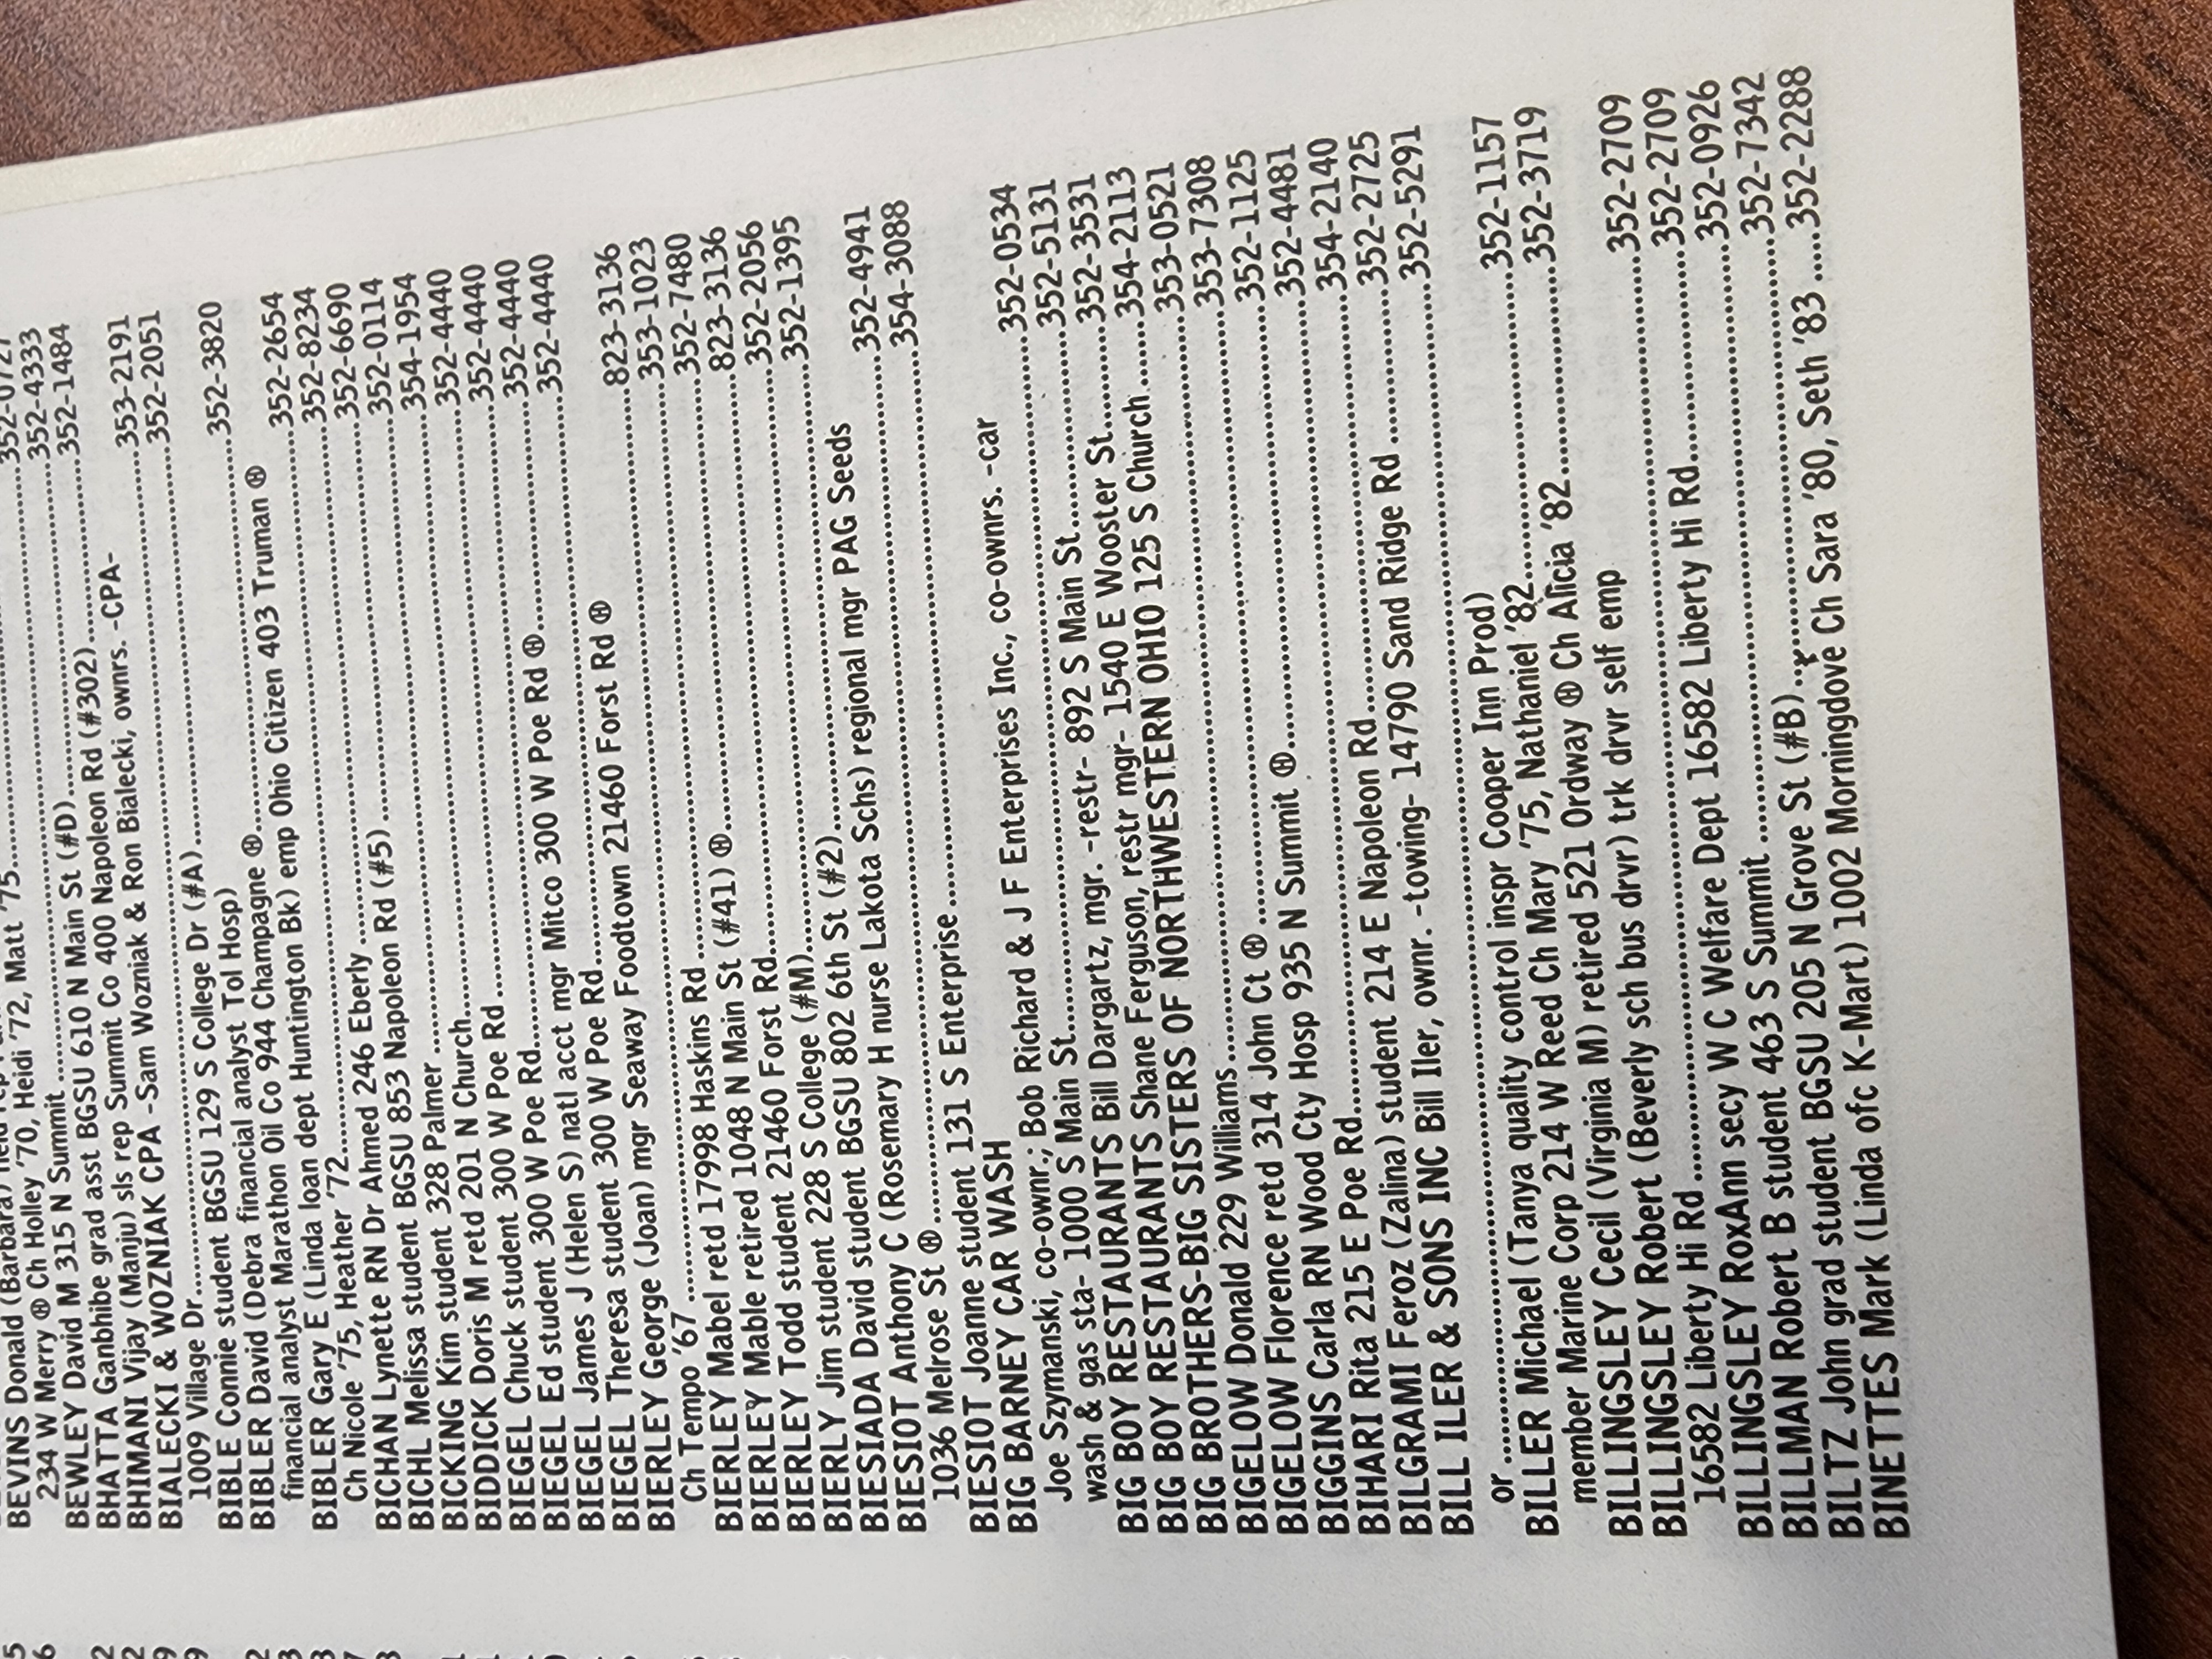 BEVINS Donald (Barbara)
234 W Merry Ⓗ Ch Holley '70, Heidi '72, Matt '75
BEWLEY David M 315 N Summit ....................352-0727
BHATTA Ganbhibe grad asst BGSU 610 N Main St (#D)....................352-4333
BHIMANI Vijay (Manju) sls rep Summit Co 400 Napoleon Rd (#302)..........352-1484
BIALECKI & WOZNIAK CPA -Sam Wozniak & Ron Bialecki, ownrs. -CPA-
1009 Village Dr....................353-2191
BIBLE Connie student BGSU 129 S College Dr (#A)....................352-2051
BIBLER David (Debra financial analyst Tol Hosp)
financial analyst Marathon Oil Co 944 Champagne Ⓗ....................352-3820
BIBLER Gary E (Linda loan dept Huntington Bk) emp Ohio Citizen 403 Truman Ⓗ
Ch Nicole '75, Heather '72....................352-2654
BICHAN Lynette RN Dr Ahmed 246 Eberly ....................352-8234
BICHL Melissa student BGSU 853 Napoleon Rd (#5) ....................352-6690
BICKING Kim student 328 Palmer ....................352-0114
BIDDICK Doris M retd 201 N Church....................354-1954
BIEGEL Chuck student 300 W Poe Rd ....................352-4440
BIEGEL Ed student 300 W Poe Rd....................352-4440
BIEGEL James J (Helen S) natl acct mgr Mitco 300 W Poe Rd Ⓗ..........352-4440
BIEGEL Theresa student 300 W Poe Rd....................352-4440
BIERLEY George (Joan) mgr Seaway Foodtown 21460 Forst Rd Ⓗ
Ch Tempo '67 ....................823-3136
BIERLEY Mabel retd 17998 Haskins Rd....................353-1023
BIERLEY Mable retired 1048 N Main St (#41) Ⓗ....................352-7480
BIERLEY Todd student 21460 Forst Rd....................823-3136
BIERLY Jim student 228 S College (#M)....................352-2056
BIESIADA David student BGSU 802 6th St (#2)....................352-1395
BIESIOT Anthony C (Rosemary H nurse Lakota Schs) regional mgr PAG Seeds
1036 Melrose St Ⓗ....................352-4941
BIESIOT Joanne student 131 S Enterprise....................354-3088
BIG BARNEY CAR WASH
Joe Szymanski, co-ownr.; Bob Richard & J F Enterprises Inc., co-ownrs. -car
wash & gas sta- 1000 S Main St....................352-0534
BIG BOY RESTAURANTS Bill Dargartz, mgr. -restr- 892 S Main St..........352-5131
BIG BOY RESTAURANTS Shane Ferguson, restr mgr- 1540 E Wooster St.......352-3531
BIG BROTHERS-BIG SISTERS OF NORTHWESTERN OHIO 125 S Church.....354-2113
BIGELOW Donald 229 Williams....................353-0521
BIGELOW Florence retd 314 John Ct Ⓗ....................353-7308
BIGGINS Carla RN Wood Cty Hosp 935 N Summit Ⓗ....................352-1125
BIHARI Rita 215 E Poe Rd....................352-4481
BILGRAMI Feroz (Zalina) student 214 E Napoleon Rd....................354-2140
BILL ILER & SONS INC Bill Iler, ownr. -towing- 14790 Sand Ridge Rd ..........352-2725
or ....................352-5291
BILLER Michael (Tanya quality control inspr Cooper Inn Prod)
member Marine Corp 214 W Reed Ch Mary '75, Nathaniel '82....................352-1157
BILLINGSLEY Cecil (Virginia M) retired 521 Ordway Ⓗ Ch Alicia '82..........352-3719
BILLINGSLEY Robert (Beverly sch bus drvr) trk drvr self emp
16582 Liberty Hi Rd ....................352-2709
BILLINGSLEY RoxAnn secy W C Welfare Dept 16582 Liberty Hi Rd..........352-2709
BILLMAN Robert B student 463 S Summit ....................352-0926
BILTZ John grad student BGSU 205 N Grove St (#B)....................352-7342
BINETTES Mark (Linda ofc K-Mart) 1002 Morningdove Ch Sara '80, Seth '83 .....352-2288